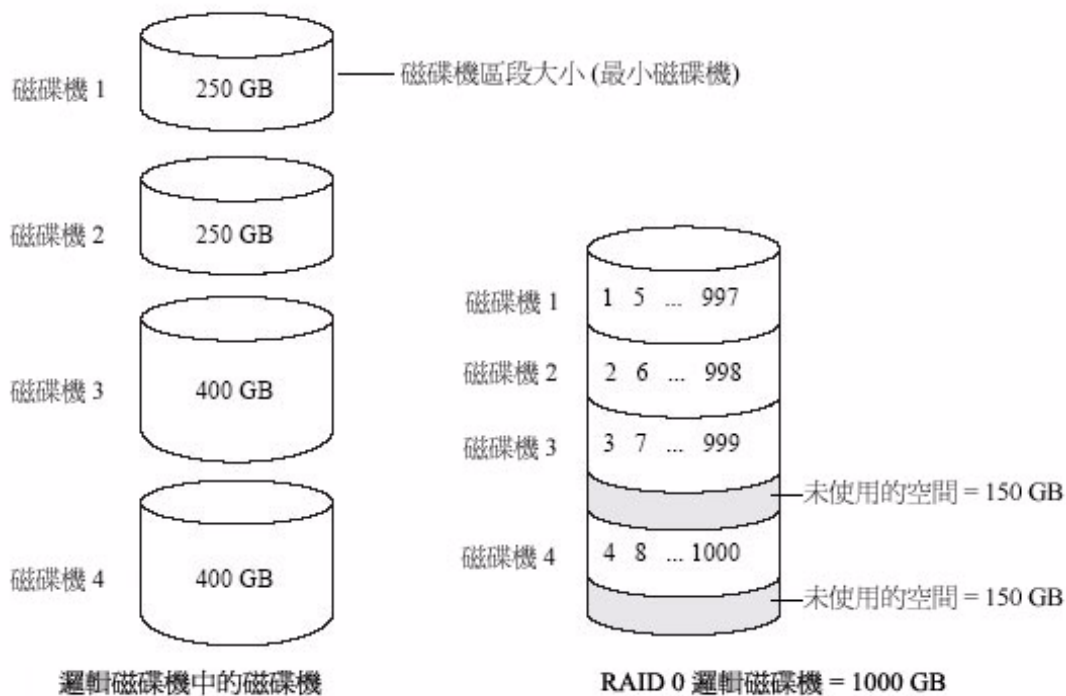 磁碟機 1
250 GB
磁碟機區段大小 (最小磁碟機)
磁碟機 2
250 GB
磁碟機 3
400 GB
磁碟機 4
400 GB
邏輯磁碟機中的磁碟機
磁碟機 1
1 5 ... 997
磁碟機 2
2 6 ... 998
磁碟機 3
3 7 ... 999
未使用的空間 = 150 GB
磁碟機 4
4 8 ... 1000
未使用的空間 = 150 GB
RAID 0 邏輯磁碟機 = 1000 GB